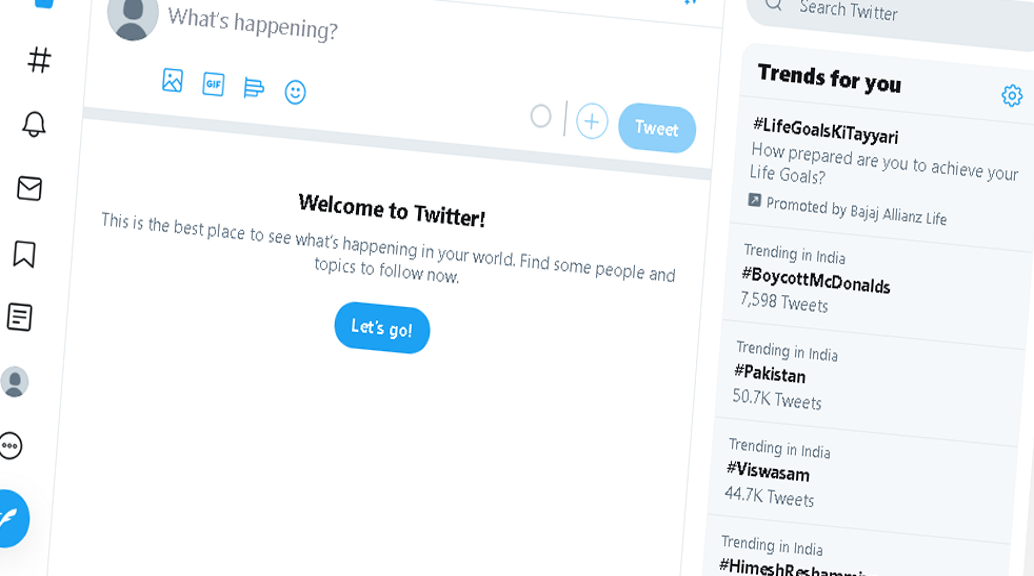 What's happening?
GIF
Tweet
Welcome to Twitter!
This is the best place to see what's happening in your world. Find some people and
topics to follow now.
Let's go!
Search Twitter
Trends for you
#LifeGoalsKiTayyari
How prepared are you to achieve your
Life Goals?
Promoted by Bajaj Allianz Life
Trending in India
#BoycottMcDonalds
7,598 Tweets
Trending in India
#Pakistan
50.7K Tweets
Trending in India
#Viswasam
44.7K Tweets
Trending in India